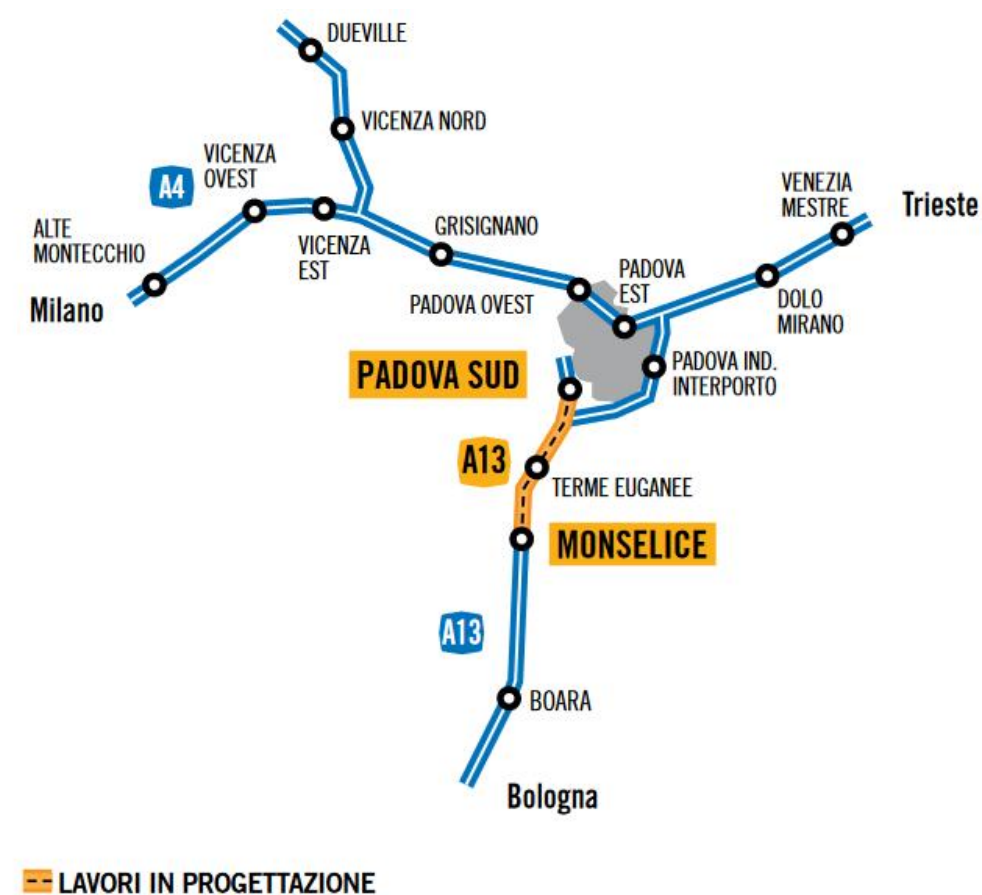 DUEVILLE
VICENZA NORD
VICENZA
OVEST
A4
ALTE
MONTECCHIO
Milano
VICENZA
EST
GRISIGNANO
PADOVA OVEST
PADOVA
EST
VENEZIA
MESTRE
Trieste
DOLO
MIRANO
PADOVA SUD
PADOVA IND.
INTERPORTO
A13
TERME EUGANEE
MONSELICE
A13
BOARA
Bologna
LAVORI IN PROGETTAZIONE